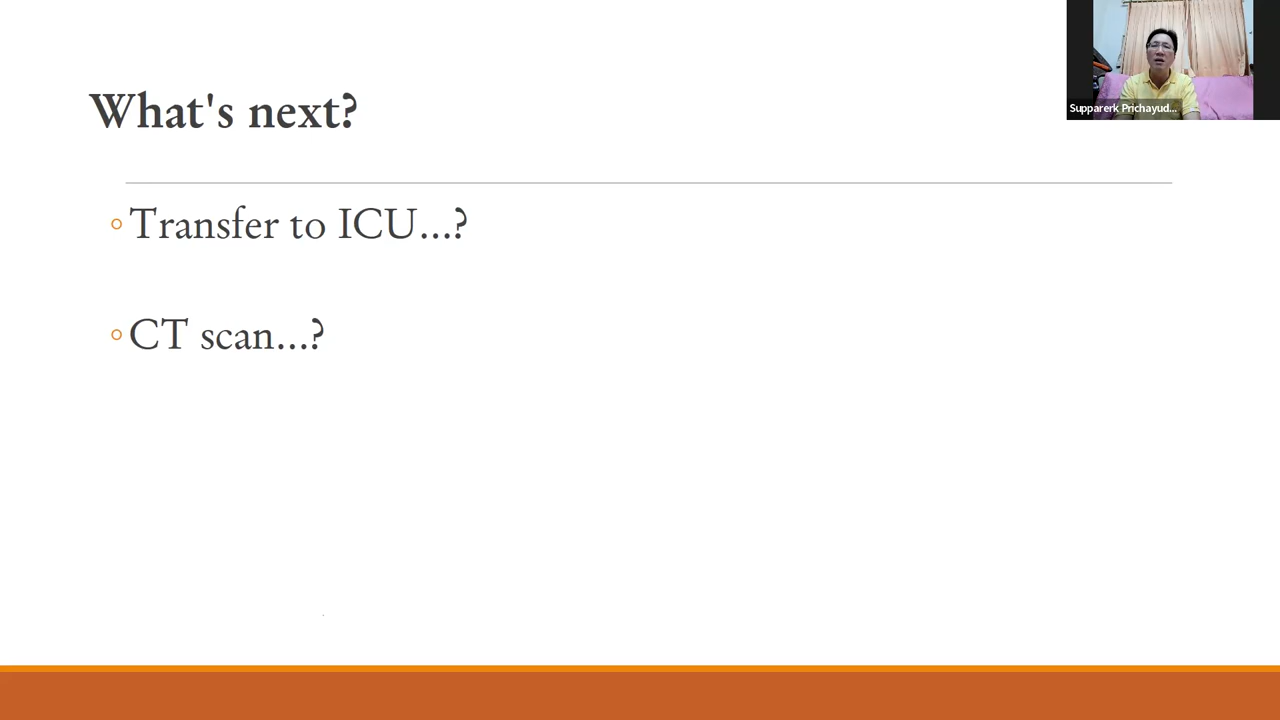 What's next?
Supparerk Prichayud...
◦Transfer to ICU...?
◦CT scan...?